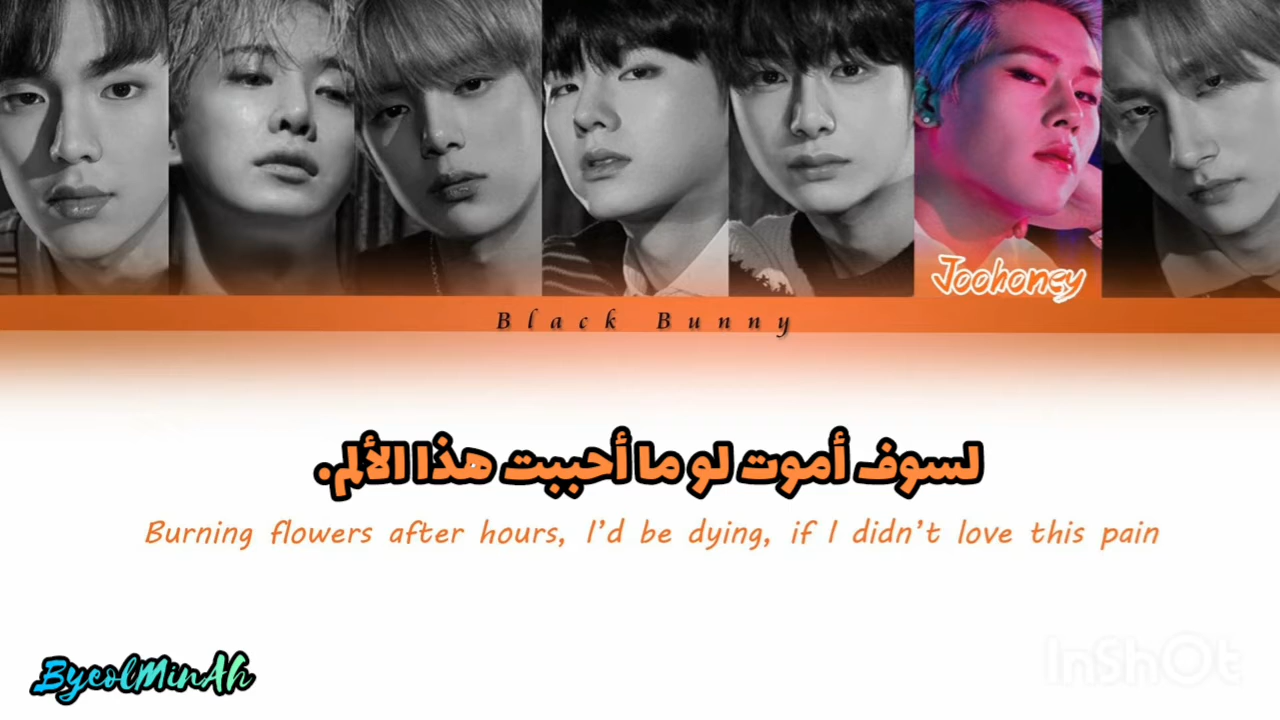 Joohoney
Black Bunny
لسوف أموت لو ما أحببت هذا الألم.
Burning flowers after hours, I'd be dying, if I didn't love this pain
BycolMinAh
InShOt